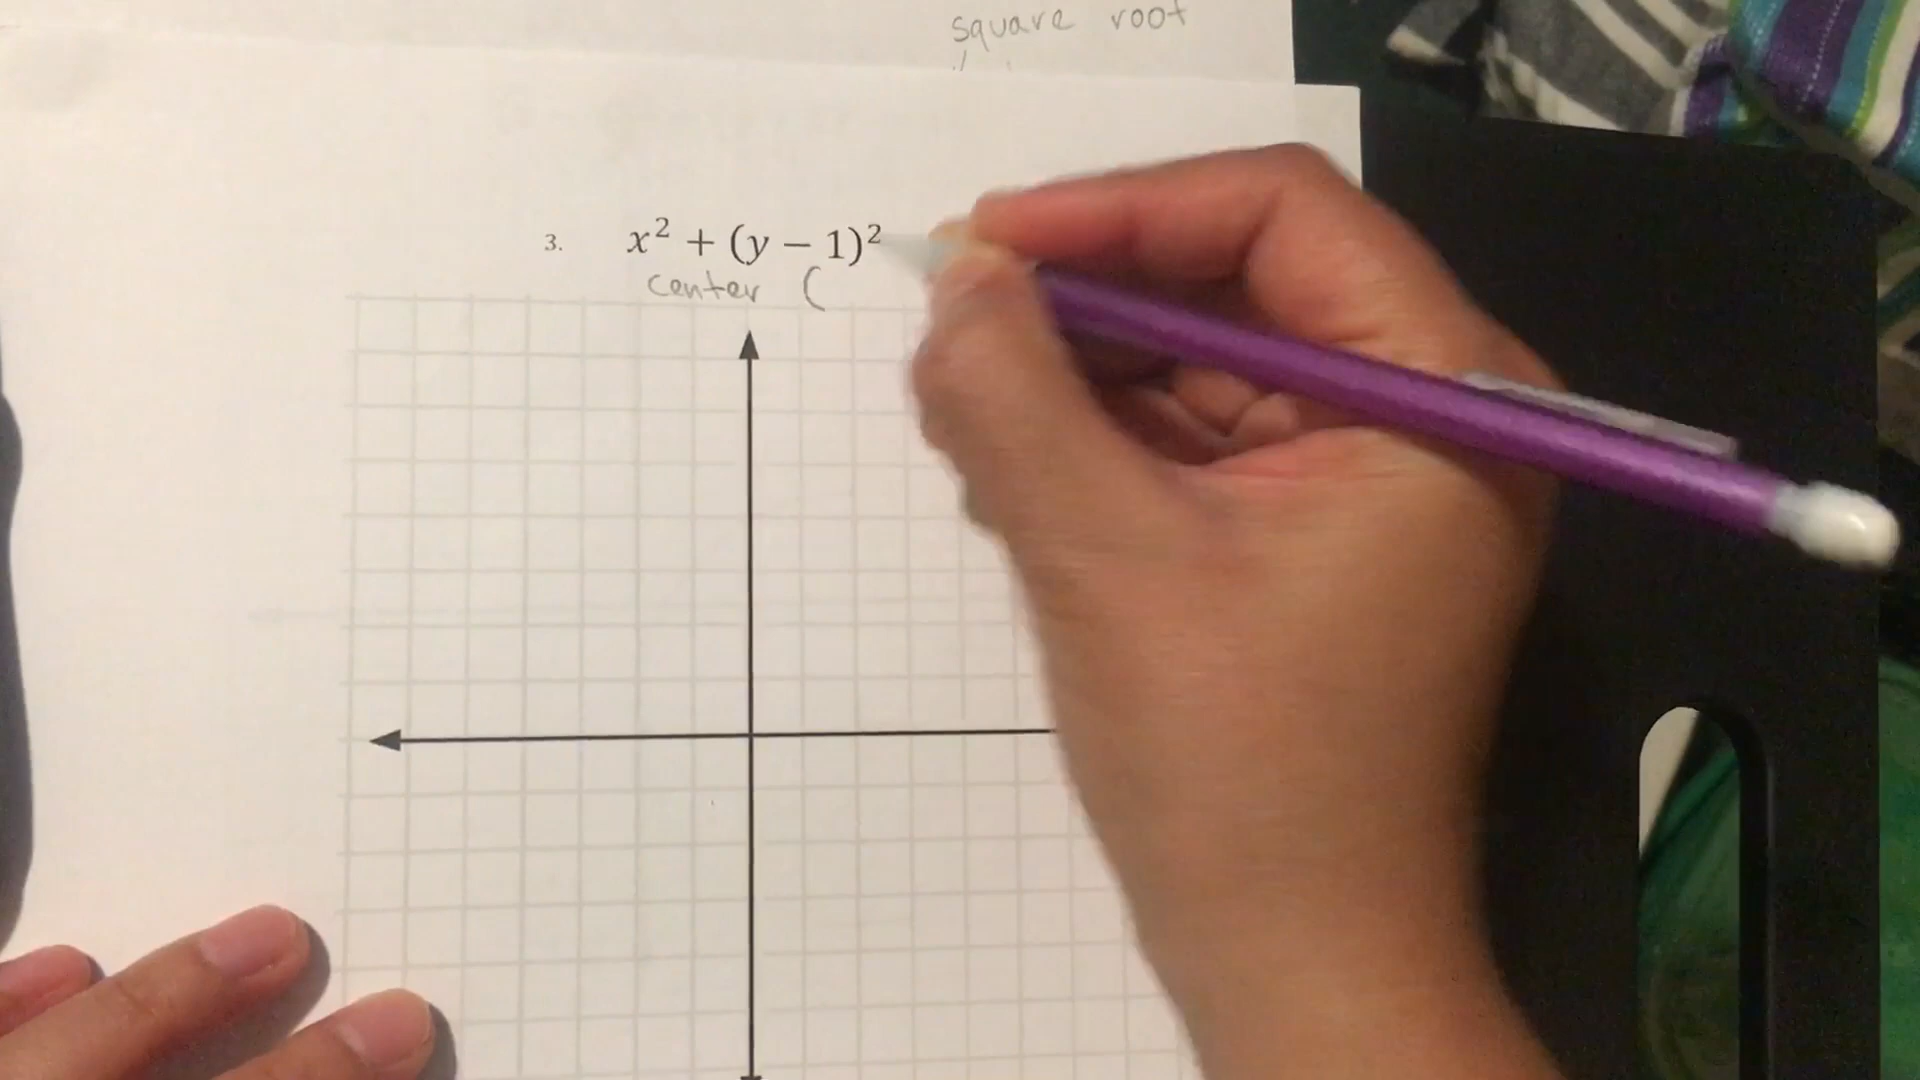 square root
3. x² + (y − 1)²
center (